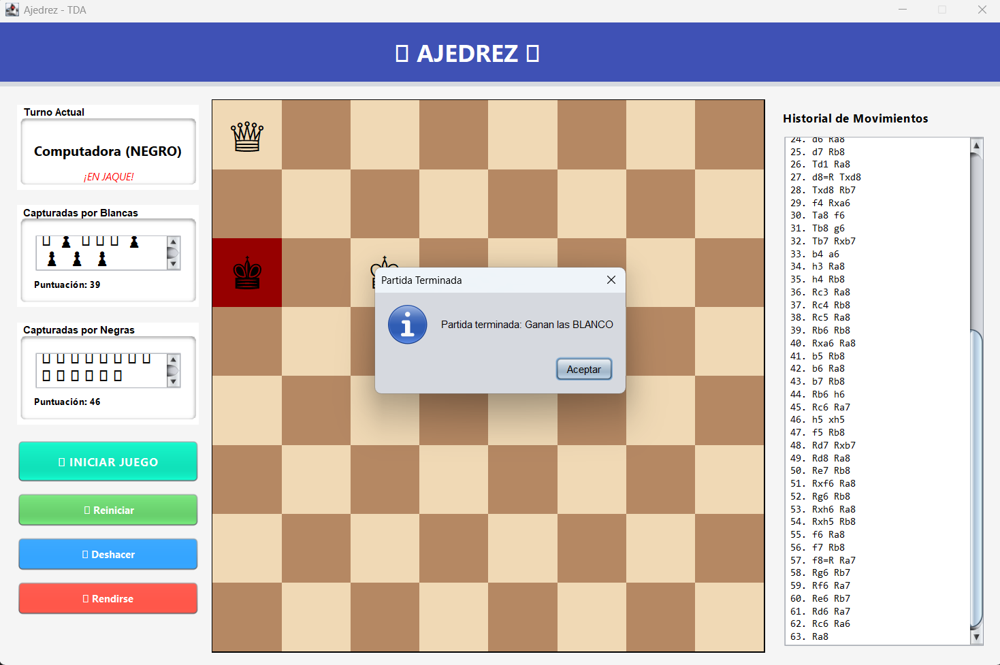 Ajedrez - TDA
AJEDREZ
Turno Actual
Computadora (NEGRO)
¡EN JAQUE!
Capturadas por Blancas
Puntuación: 39
Capturadas por Negras
Puntuación: 46
INICIAR JUEGO
Reiniciar
Deshacer
Rendirse
Partida Terminada
Partida terminada: Ganan las BLANCO
Aceptar
Historial de Movimientos
24. d6 Ra8
25. d7 Rb8
26. Td1 Ra8
27. d8=R Txd8
28. Txd8 Rb7
29. f4 Rxa6
30. Ta8 f6
31. Tb8 g6
32. Tb7 Rxb7
33. b4 a6
34. h3 Ra8
35. h4 Rb8
36. Rc3 Ra8
37. Rc4 Rb8
38. Rc5 Ra8
39. Rb6 Rb8
40. Rxa6 Ra8
41. b5 Rb8
42. b6 Ra8
43. b7 Rb8
44. Rb6 h6
45. Rc6 Ra7
46. h5 xh5
47. f5 Rb8
48. Rd7 Rxb7
49. Rd8 Ra8
50. Re7 Rb8
51. Rxf6 Ra8
52. Rg6 Rb8
53. Rxh6 Ra8
54. Rxh5 Rb8
55. f6 Ra8
56. f7 Rb8
57. f8=R Ra7
58. Rg6 Rb7
59. Rf6 Ra7
60. Re6 Rb7
61. Rd6 Ra7
62. Rc6 Ra6
63. Ra8